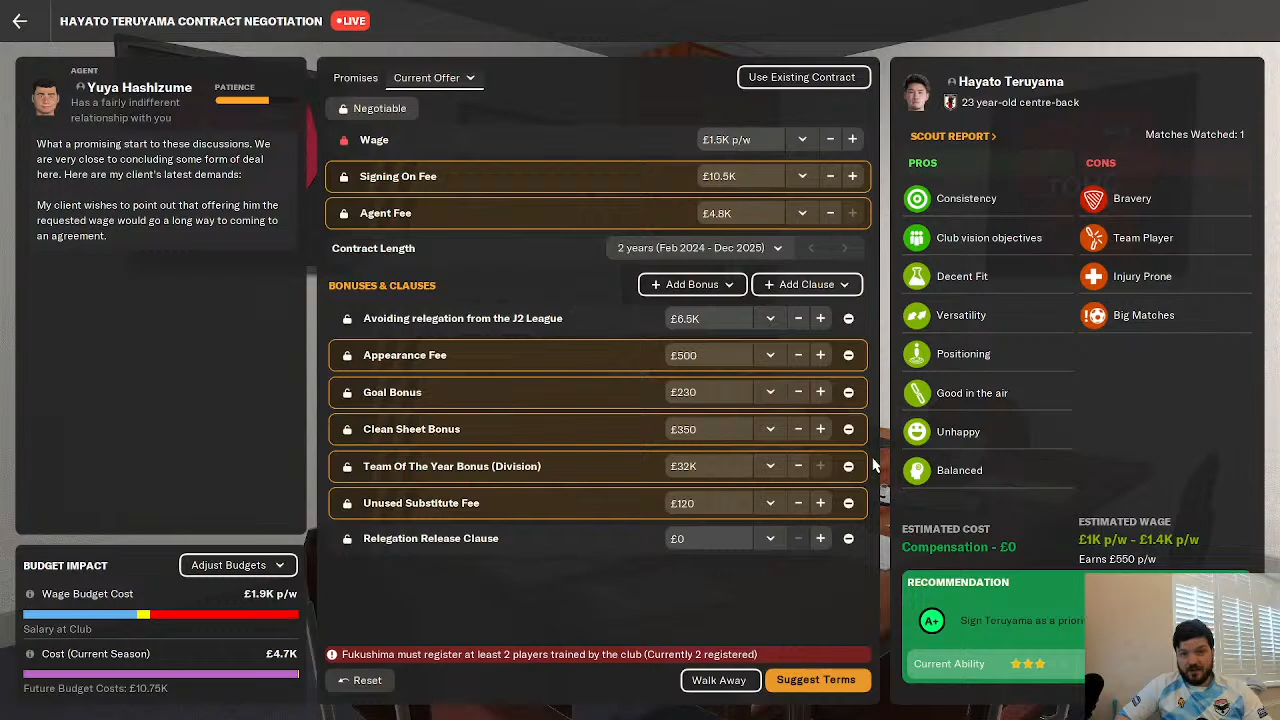 HAYATO TERUYAMA CONTRACT NEGOTIATION
LIVE
AGENT
Yuya Hashizume
Has a fairly indifferent
relationship with you
PATIENCE
What a promising start to these discussions. We
are very close to concluding some form of deal
here. Here are my client's latest demands:
My client wishes to point out that offering him the
requested wage would go a long way to coming to
an agreement.
BUDGET IMPACT
Adjust Budgets
Wage Budget Cost £1.9K p/w
Salary at Club
Cost (Current Season) £4.7K
Future Budget Costs: £10.75K
Promises Current Offer
Use Existing Contract
Negotiable
Wage £1.5K p/w
Signing On Fee £10.5K
Agent Fee £4.8K
Contract Length 2 years (Feb 2024 - Dec 2025)
BONUSES & CLAUSES
Add Bonus
Add Clause
Avoiding relegation from the J2 League £6.5K
Appearance Fee £500
Goal Bonus £230
Clean Sheet Bonus £350
Team Of The Year Bonus (Division) £32K
Unused Substitute Fee £120
Relegation Release Clause £0
Fukushima must register at least 2 players trained by the club (Currently 2 registered)
Reset
Walk Away
Suggest Terms
Hayato Teruyama
23 year-old centre-back
SCOUT REPORT>
Matches Watched: 1
PROS
Consistency
Club vision objectives
Decent Fit
Versatility
Positioning
Good in the air
Unhappy
Balanced
CONS
Bravery
Team Player
Injury Prone
Big Matches
ESTIMATED COST
Compensation - £0
ESTIMATED WAGE
£1K p/w - £1.4K p/w
Earns £550 p/w
RECOMMENDATION
A+
Sign Teruyama as a priori
Current Ability